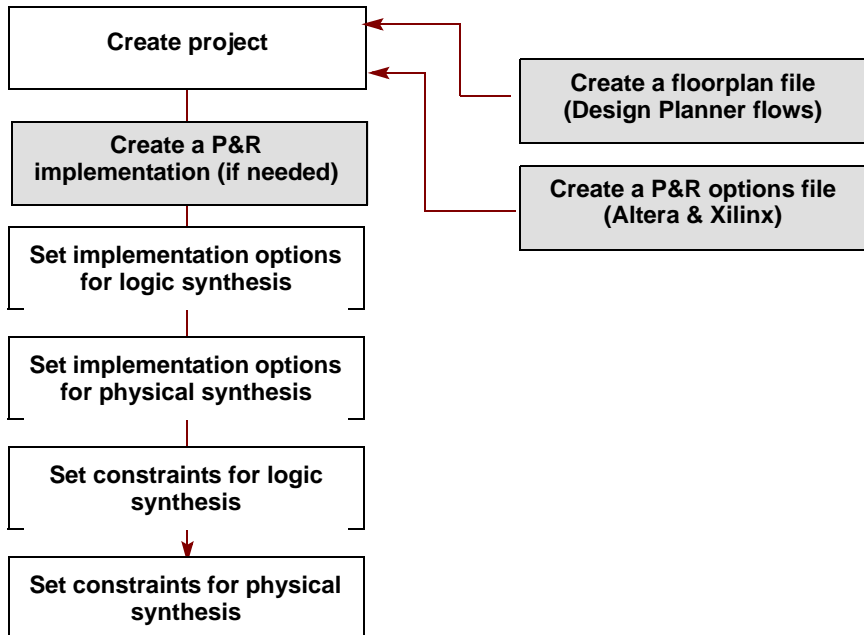 Create project
Create a floorplan file
(Design Planner flows)
Create a P&R
implementation (if needed)
Create a P&R options file
(Altera & Xilinx)
Set implementation options
for logic synthesis
Set implementation options
for physical synthesis
Set constraints for logic
synthesis
Set constraints for physical
synthesis